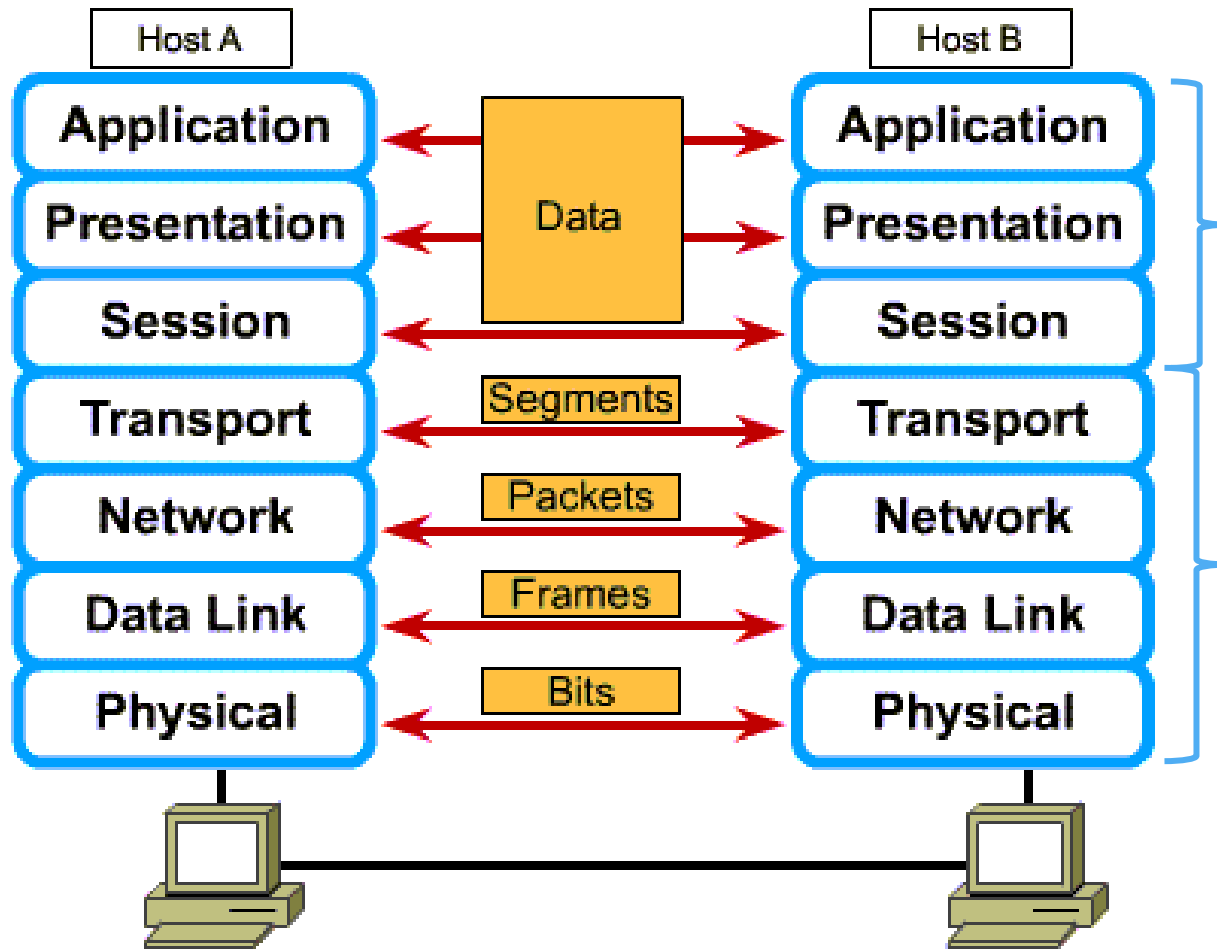 Host A
Host B
Application
Application
Presentation
Data
Presentation
Session
Session
Segments
Transport
Transport
Packets
Network
Network
Frames
Data Link
Data Link
Bits
Physical
Physical